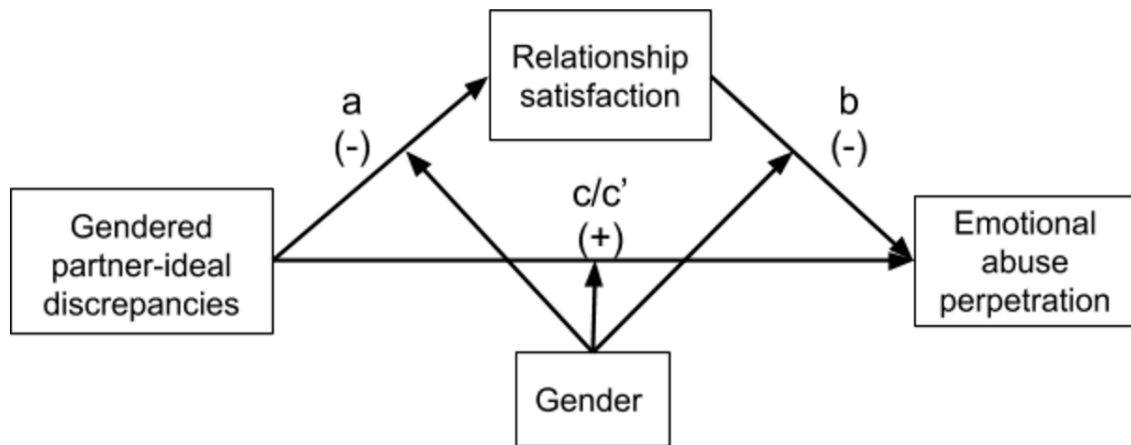 Relationship
satisfaction
a
(-)
b
(-)
c/c’
(+)
Gendered
partner-ideal
discrepancies
Emotional
abuse
perpetration
Gender